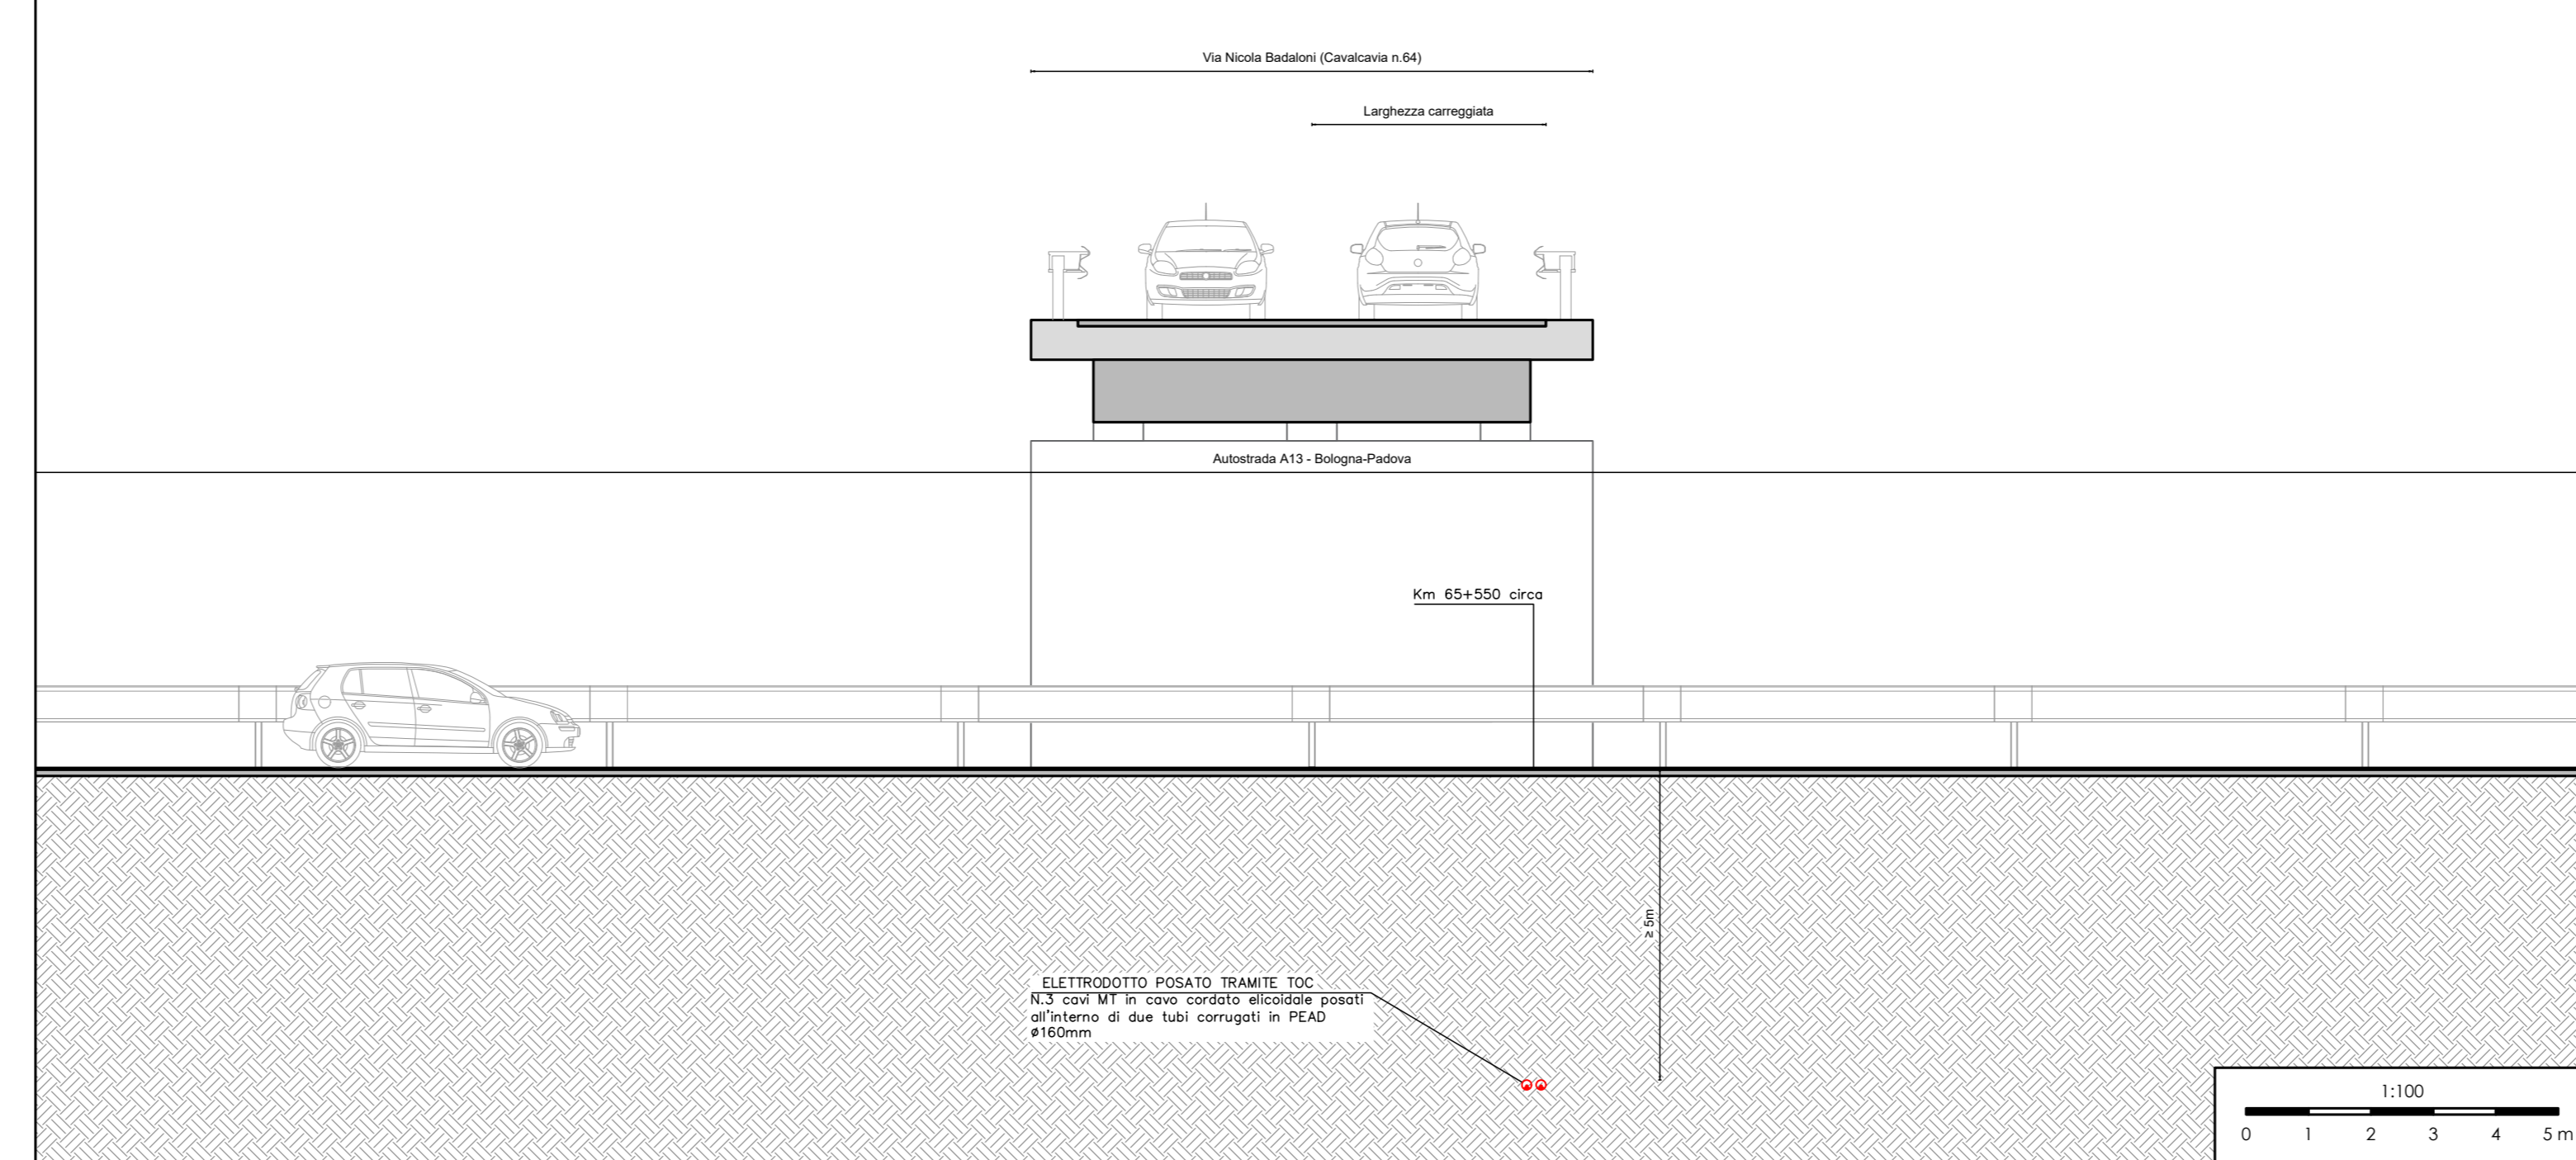 Via Nicola Badaloni (Cavalcavia n.64)
Larghezza carreggiata
Autostrada A13 - Bologna-Padova
Km 65+550 circa
≥ 5m
ELETTRODOTTO POSATO TRAMITE TOC
N.3 cavi MT in cavo cordato elicoidale posati
all'interno di due tubi corrugati in PEAD
ø160mm
1:100
0 1 2 3 4 5 m